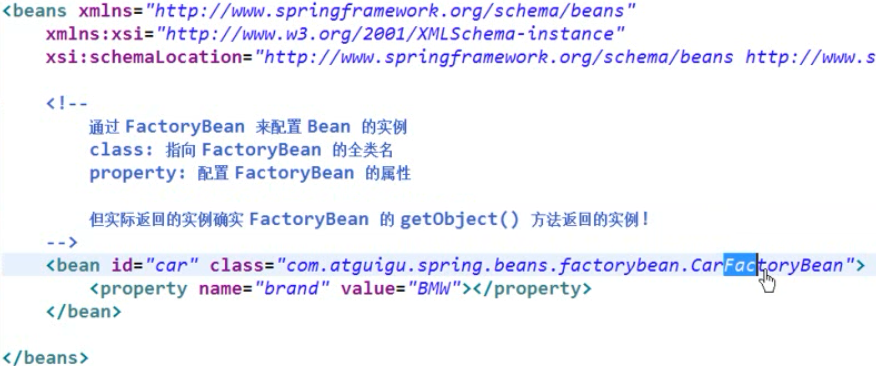 <beans xmlns="http://www.springframework.org/schema/beans"
xmlns:xsi="http://www.w3.org/2001/XMLSchema-instance"
xsi:schemaLocation="http://www.springframework.org/schema/beans http://www.s
<!--
通过 FactoryBean 来配置 Bean 的实例
class: 指向 FactoryBean 的全类名
property: 配置 FactoryBean 的属性
但实际返回的实例确实 FactoryBean 的 getObject() 方法返回的实例!
-->
<bean id="car" class="com.atguigu.spring.beans.factorybean.CarFactoryBean">
<property name="brand" value="BMW"></property>
</bean>
</beans>